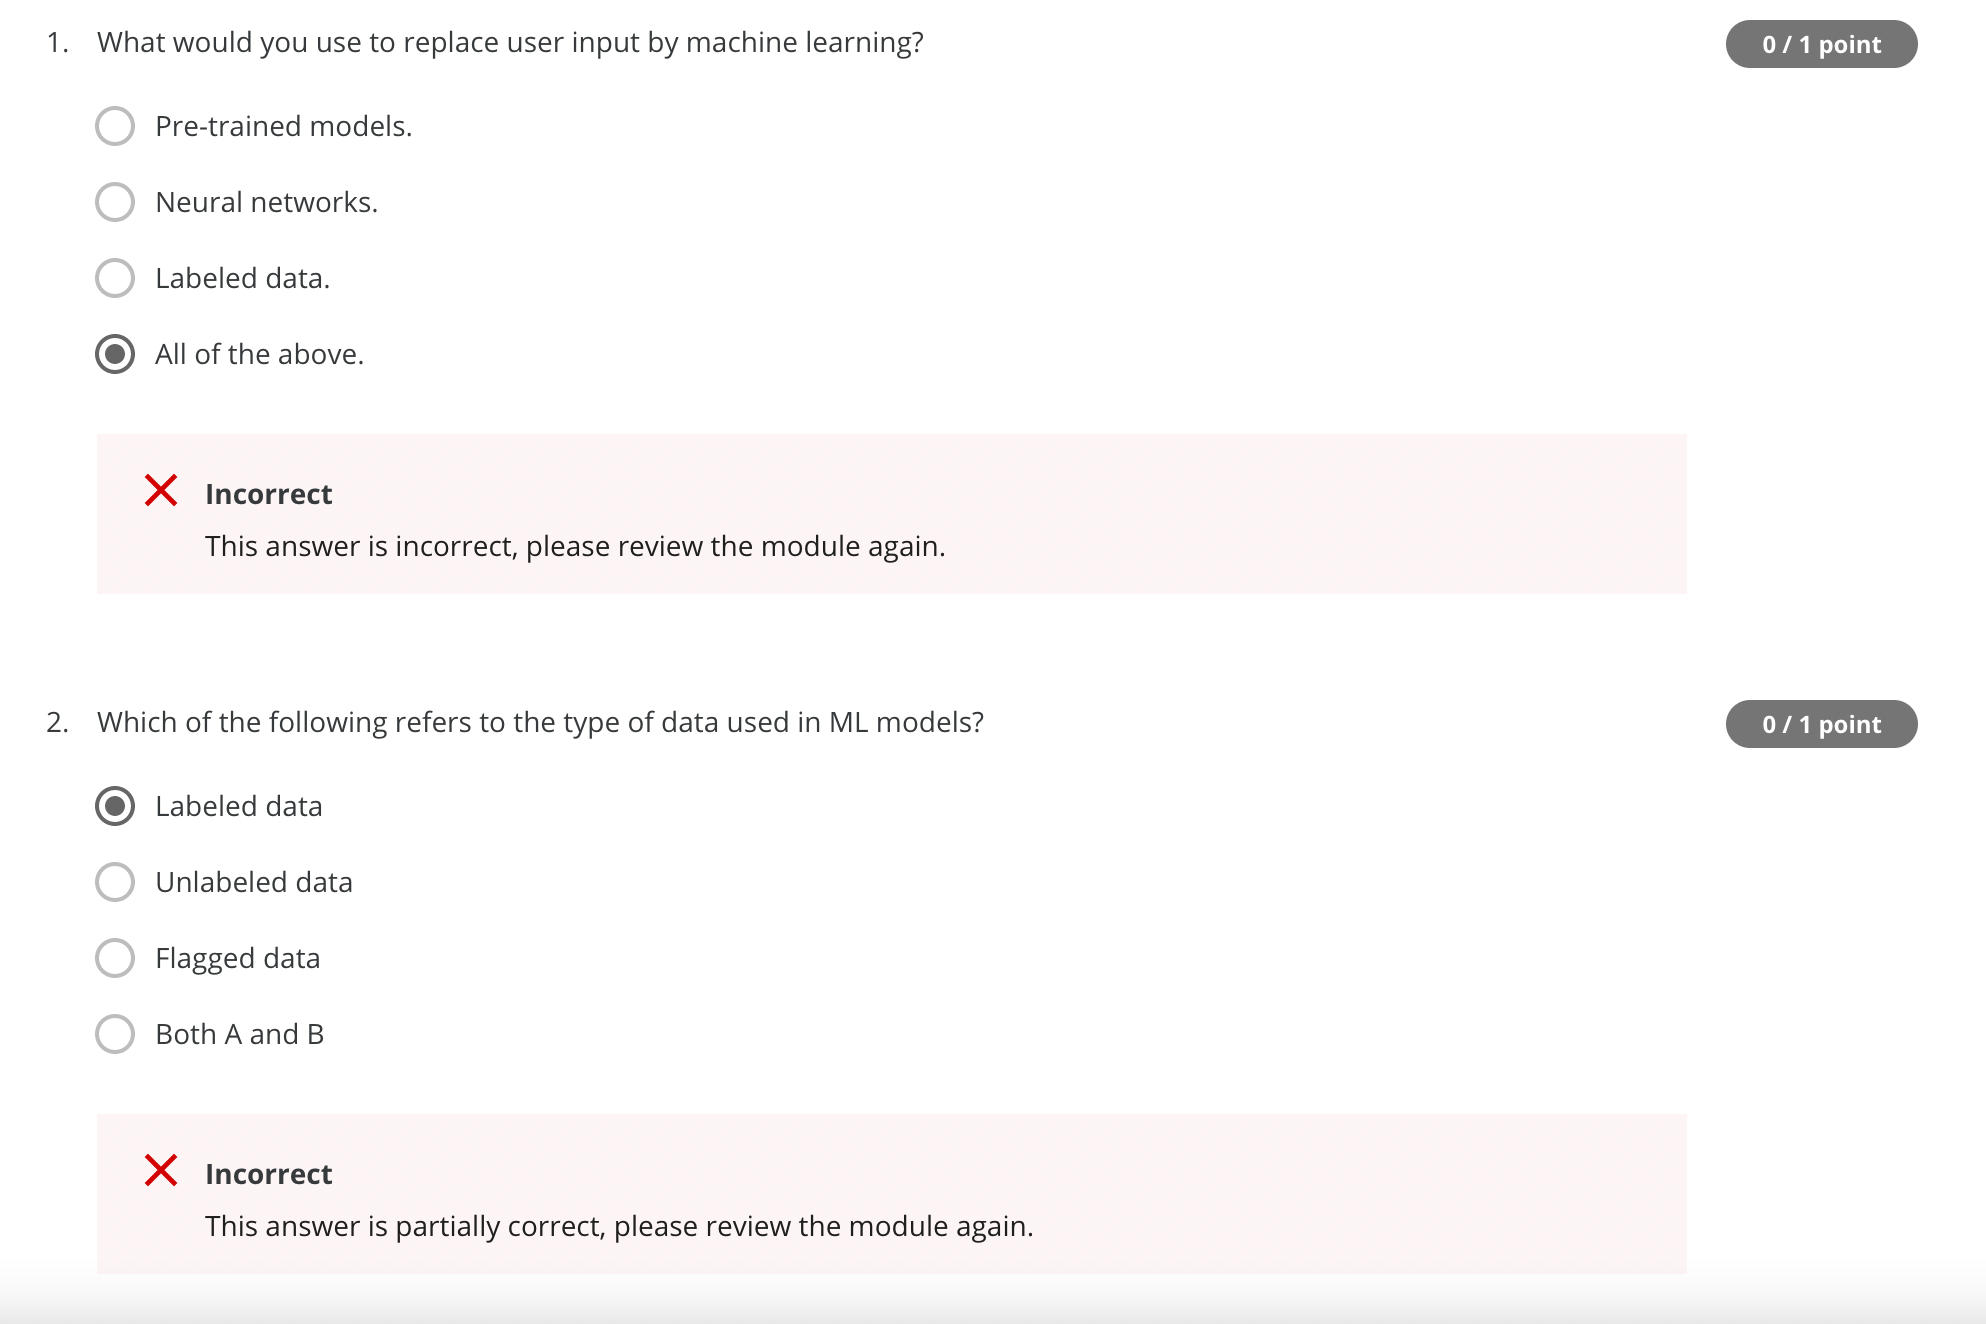 1. What would you use to replace user input by machine learning?
0 / 1 point
Pre-trained models.
Neural networks.
Labeled data.
All of the above.
Incorrect
This answer is incorrect, please review the module again.
2. Which of the following refers to the type of data used in ML models?
0 / 1 point
Labeled data
Unlabeled data
Flagged data
Both A and B
Incorrect
This answer is partially correct, please review the module again.